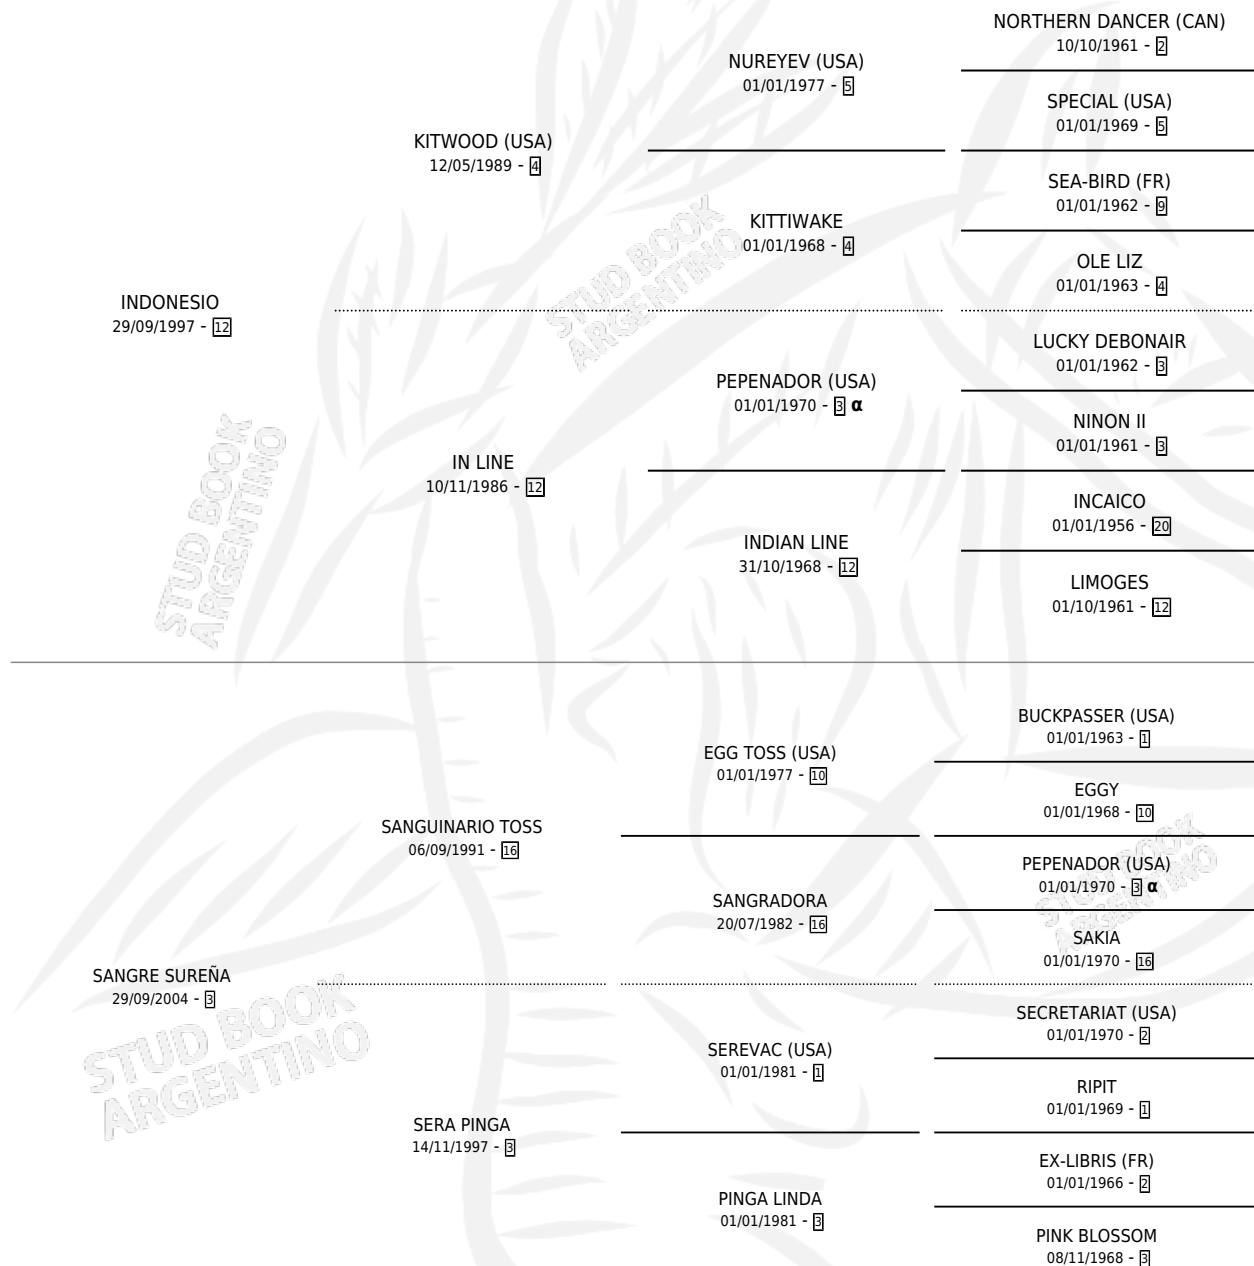 NORTHERN DANCER (CAN)
10/10/1961 - 2
NUREYEV (USA)
01/01/1977 - 5
SPECIAL (USA)
01/01/1969 - 5
KITWOOD (USA)
12/05/1989 - 4
SEA-BIRD (FR)
01/01/1962 - 9
KITTIWAKE
01/01/1968 - 4
OLE LIZ
01/01/1963 - 4
STUD BOOK
ARGENTINO
INDONESIO
29/09/1997 - 12
LUCKY DEBONAIR
01/01/1962 - 3
PEPENADOR (USA)
01/01/1970 - 3 α
NINON II
01/01/1961 - 3
IN LINE
10/11/1986 - 12
INCAICO
01/01/1956 - 20
INDIAN LINE
31/10/1968 - 12
LIMOGES
01/10/1961 - 12
STUD BOOK
ARGENTINO
BUCKPASSER (USA)
01/01/1963 - 1
EGG TOSS (USA)
01/01/1977 - 10
EGGY
01/01/1968 - 10
SANGUINARIO TOSS
06/09/1991 - 16
PEPENADOR (USA)
01/01/1970 - 3 α
SANGRADORA
20/07/1982 - 16
SAKIA
01/01/1970 - 16
STUD BOOK
ARGENTINO
SANGRE SUREÑA
29/09/2004 - 3
SECRETARIAT (USA)
01/01/1970 - 2
SEREVAC (USA)
01/01/1981 - 1
RIPIT
01/01/1969 - 1
STUD BOOK
ARGENTINO
SERA PINGA
14/11/1997 - 3
EX-LIBRIS (FR)
01/01/1966 - 2
PINGA LINDA
01/01/1981 - 3
PINK BLOSSOM
08/11/1968 - 3